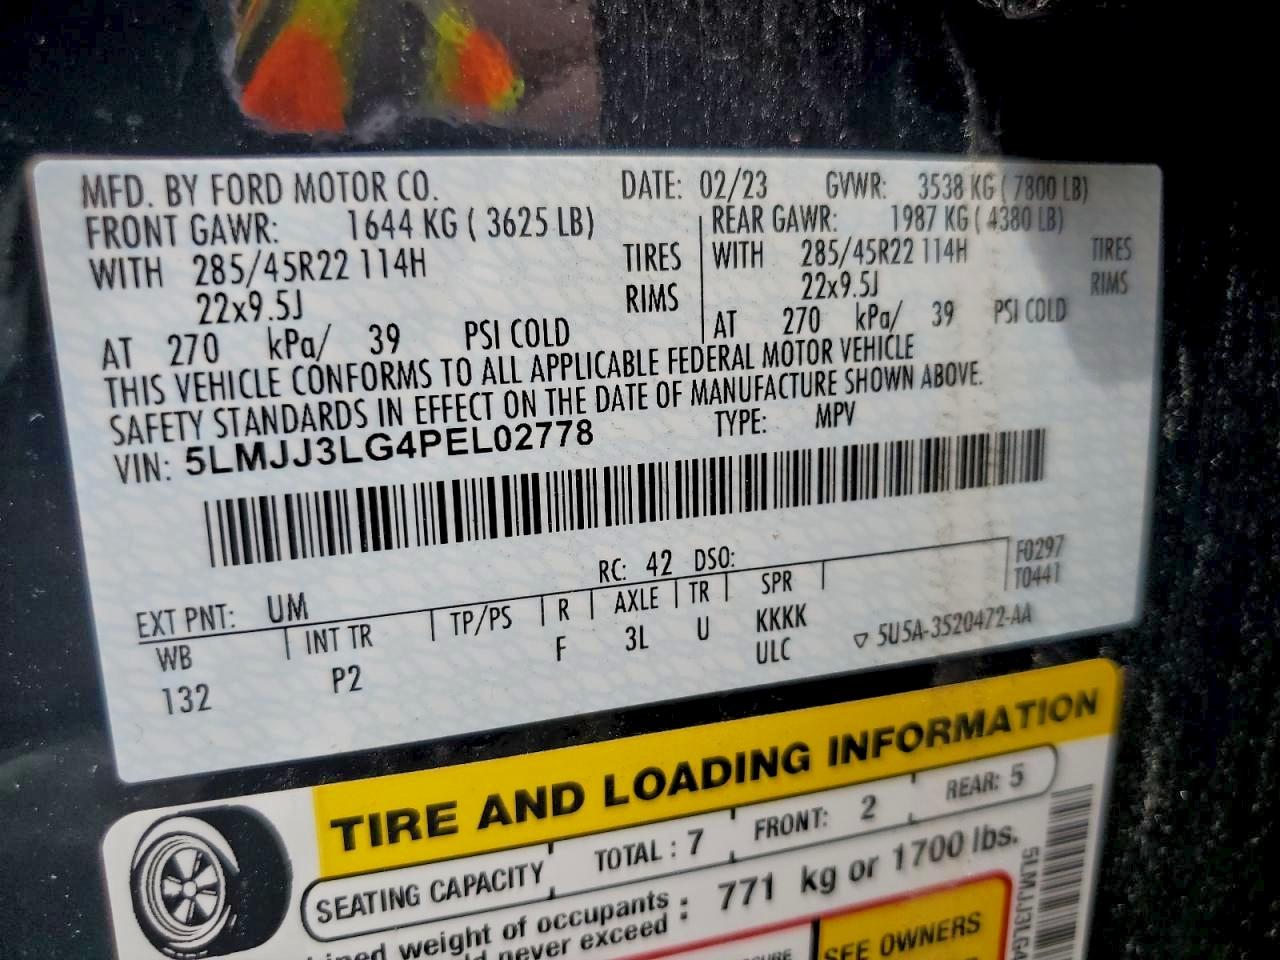 MFD. BY FORD MOTOR CO. DATE: 02/23 GVWR: 3538 KG ( 7800 LB)
FRONT GAWR: 1644 KG ( 3625 LB) REAR GAWR: 1987 KG ( 4380 LB)
WITH 285/45R22 114H TIRES WITH 285/45R22 114H TIRES
22x9.5J RIMS 22x9.5J RIMS
AT 270 kPa/ 39 PSI COLD AT 270 kPa/ 39 PSI COLD
THIS VEHICLE CONFORMS TO ALL APPLICABLE FEDERAL MOTOR VEHICLE
SAFETY STANDARDS IN EFFECT ON THE DATE OF MANUFACTURE SHOWN ABOVE.
VIN: 5LMJJ3LG4PEL02778 TYPE: MPV
RC: 42 DSO: F0297
EXT PNT: UM T0441
WB INT TR TP/PS R AXLE TR SPR
132 P2 F 3L U KKKK
ULC ▽ 5U5A-3520472-AA
TIRE AND LOADING INFORMATION
SEATING CAPACITY TOTAL : 7 FRONT: 2 REAR: 5
weight of occupants : 771 kg or 1700 lbs.
never exceed
SEE OWNERS
5LMJJ3LG4